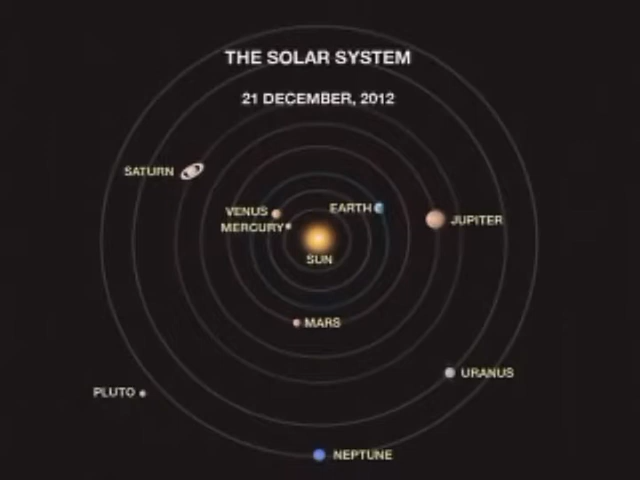 THE SOLAR SYSTEM
21 DECEMBER, 2012
SATURN
VENUS
EARTH
MERCURY
JUPITER
SUN
MARS
URANUS
PLUTO
NEPTUNE